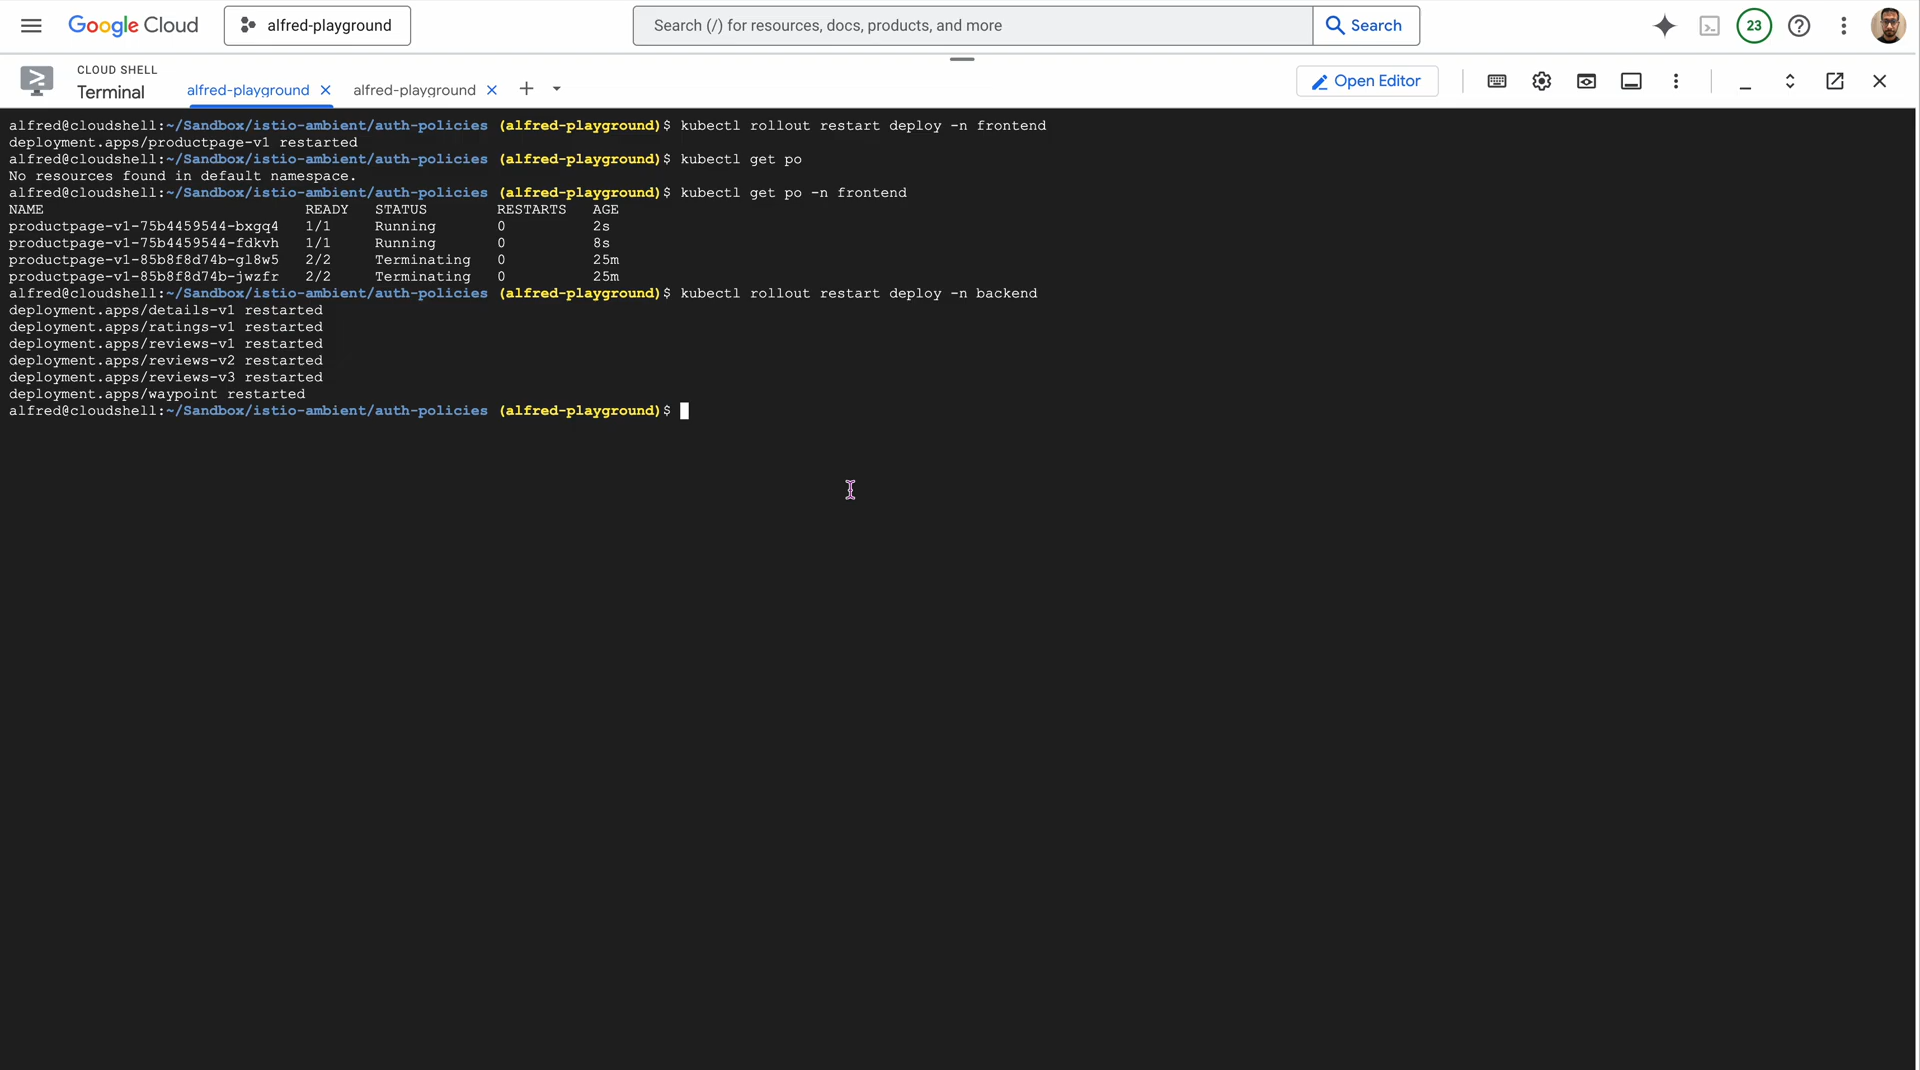 Google Cloud
alfred-playground
Search (/) for resources, docs, products, and more
Search
23
CLOUD SHELL
Terminal
alfred-playground
alfred-playground
Open Editor
alfred@cloudshell:~/Sandbox/istio-ambient/auth-policies (alfred-playground)$ kubectl rollout restart deploy -n frontend
deployment.apps/productpage-v1 restarted
alfred@cloudshell:~/Sandbox/istio-ambient/auth-policies (alfred-playground)$ kubectl get po
No resources found in default namespace.
alfred@cloudshell:~/Sandbox/istio-ambient/auth-policies (alfred-playground)$ kubectl get po -n frontend
NAME READY STATUS RESTARTS AGE
productpage-v1-75b4459544-bxgq4 1/1 Running 0 2s
productpage-v1-75b4459544-fdkvh 1/1 Running 0 8s
productpage-v1-85b8f8d74b-gl8w5 2/2 Terminating 0 25m
productpage-v1-85b8f8d74b-jwzfr 2/2 Terminating 0 25m
alfred@cloudshell:~/Sandbox/istio-ambient/auth-policies (alfred-playground)$ kubectl rollout restart deploy -n backend
deployment.apps/details-v1 restarted
deployment.apps/ratings-v1 restarted
deployment.apps/reviews-v1 restarted
deployment.apps/reviews-v2 restarted
deployment.apps/reviews-v3 restarted
deployment.apps/waypoint restarted
alfred@cloudshell:~/Sandbox/istio-ambient/auth-policies (alfred-playground)$